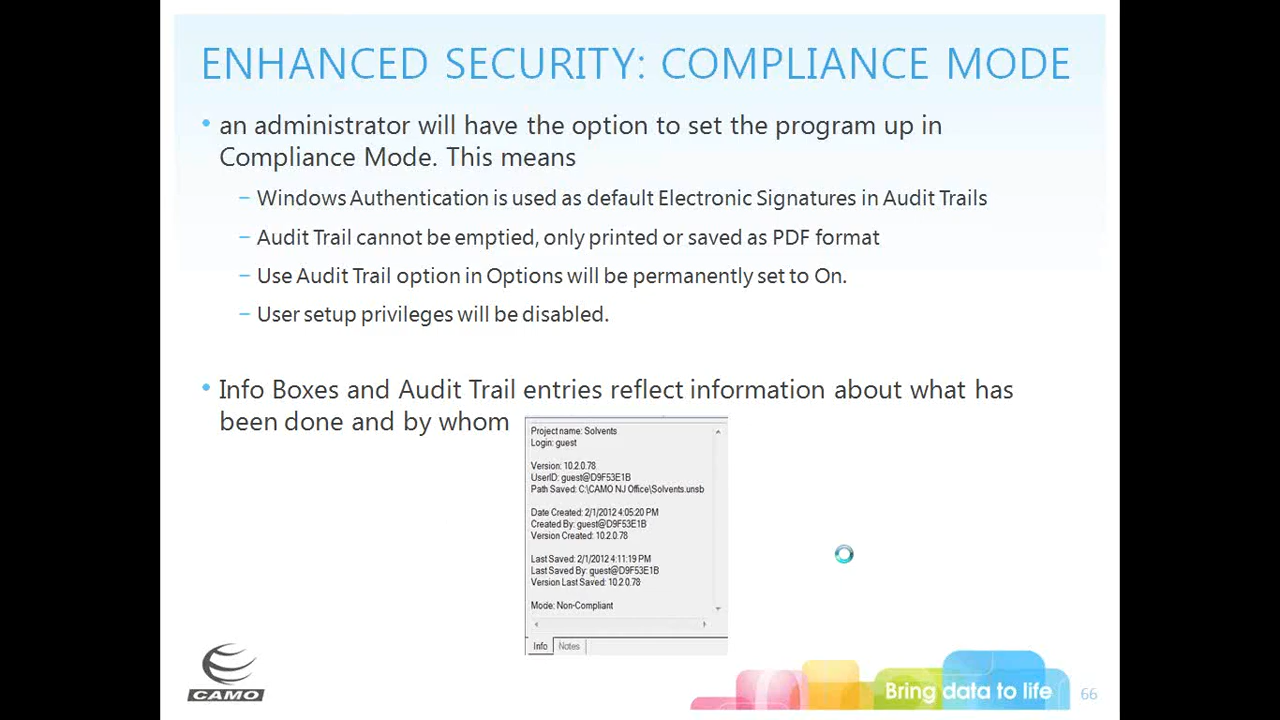 ENHANCED SECURITY: COMPLIANCE MODE
• an administrator will have the option to set the program up in
Compliance Mode. This means
– Windows Authentication is used as default Electronic Signatures in Audit Trails
– Audit Trail cannot be emptied, only printed or saved as PDF format
– Use Audit Trail option in Options will be permanently set to On.
– User setup privileges will be disabled.
• Info Boxes and Audit Trail entries reflect information about what has
been done and by whom
Project name: Solvents
Login: guest
Version: 10.2.0.78
UserID: guest@D9F53E1B
Path Saved: C:\CAMO NJ Office\Solvents.unsb
Date Created: 2/1/2012 4:05:20 PM
Created By: guest@D9F53E1B
Version Created: 10.2.0.78
Last Saved: 2/1/2012 4:11:19 PM
Last Saved By: guest@D9F53E1B
Version Last Saved: 10.2.0.78
Mode: Non-Compliant
Info Notes
CAMO
Bring data to life
66